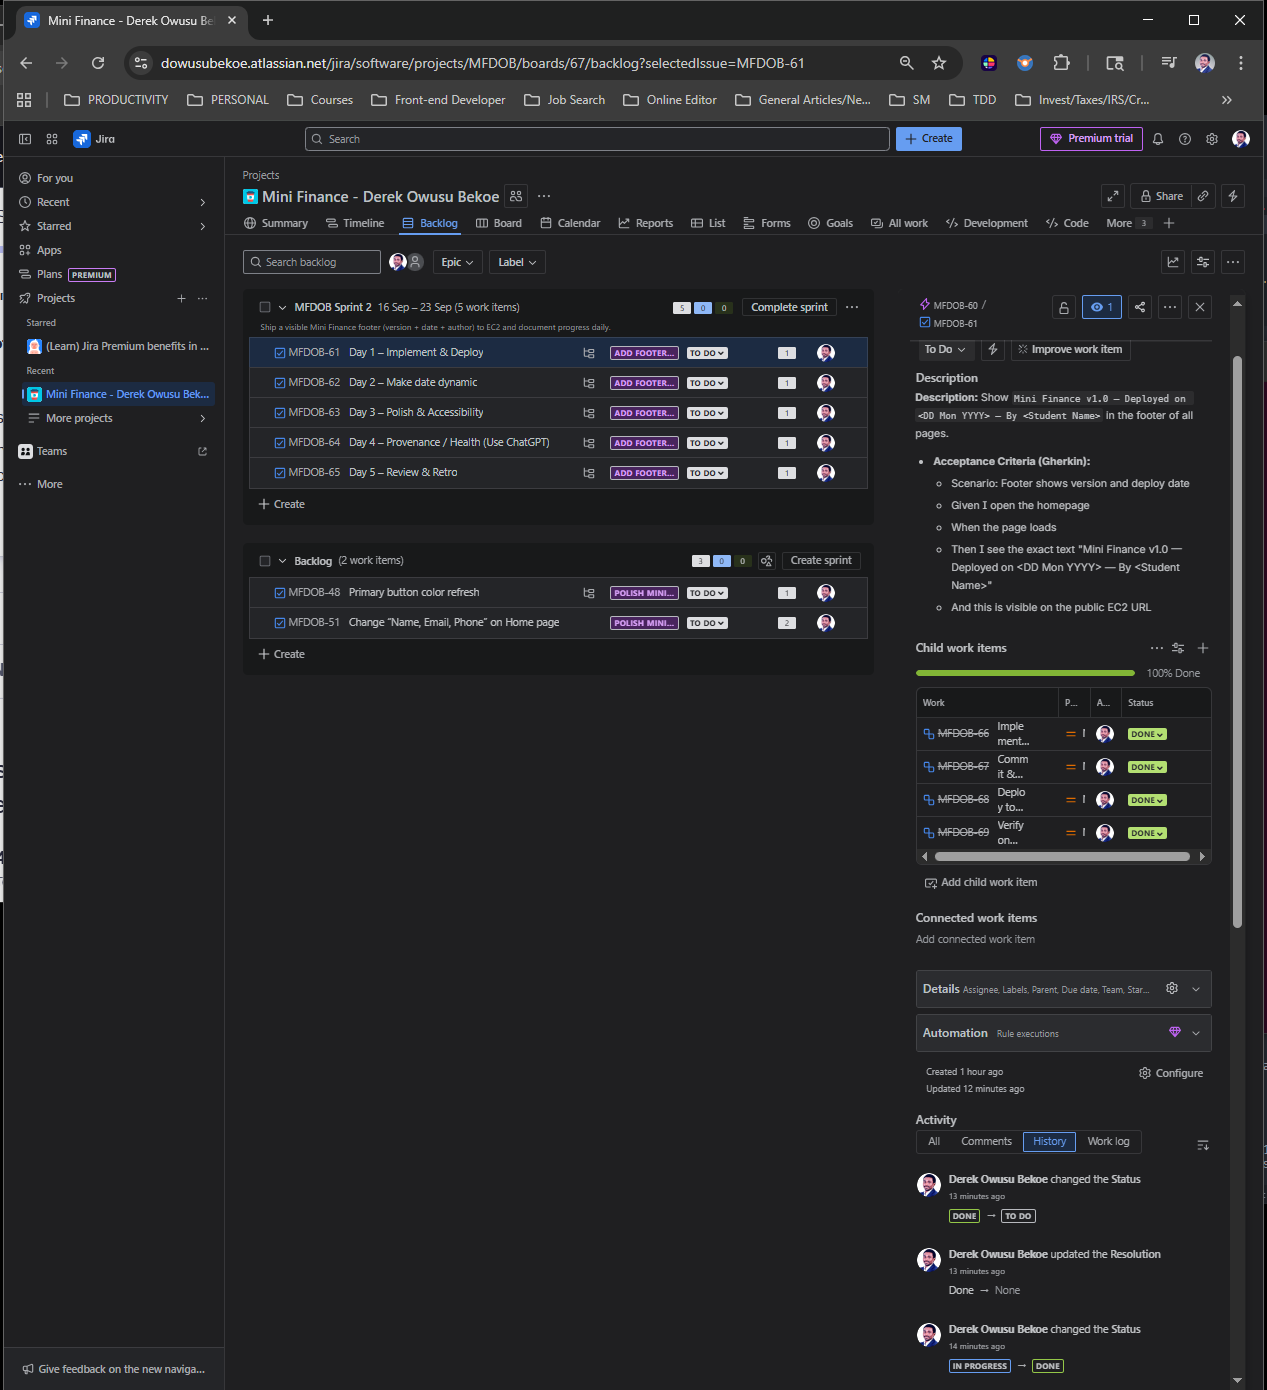 Mini Finance - Derek Owusu Be
dowusubekoe.atlassian.net/jira/software/projects/MFDOB/boards/67/backlog?selectedIssue=MFDOB-61
PRODUCTIVITY
PERSONAL
Courses
Front-end Developer
Job Search
Online Editor
General Articles/Ne...
SM
TDD
Invest/Taxes/IRS/Cr...
Jira
Search
Create
Premium trial
For you
Recent
Starred
Apps
Plans PREMIUM
Projects
Starred
(Learn) Jira Premium benefits in ...
Recent
Mini Finance - Derek Owusu Bek...
More projects
Teams
More
Give feedback on the new naviga...
Projects
Mini Finance - Derek Owusu Bekoe
Share
Summary
Timeline
Backlog
Board
Calendar
Reports
List
Forms
Goals
All work
Development
Code
More 3
Search backlog
Epic
Label
MFDOB Sprint 2 16 Sep – 23 Sep (5 work items)
5 0 0
Complete sprint
Ship a visible Mini Finance footer (version + date + author) to EC2 and document progress daily.
MFDOB-61 Day 1 – Implement & Deploy ADD FOOTER... TO DO 1
MFDOB-62 Day 2 – Make date dynamic ADD FOOTER... TO DO 1
MFDOB-63 Day 3 – Polish & Accessibility ADD FOOTER... TO DO 1
MFDOB-64 Day 4 – Provenance / Health (Use ChatGPT) ADD FOOTER... TO DO 1
MFDOB-65 Day 5 – Review & Retro ADD FOOTER... TO DO 1
Create
Backlog (2 work items)
3 0 0
Create sprint
MFDOB-48 Primary button color refresh POLISH MINI... TO DO 1
MFDOB-51 Change “Name, Email, Phone” on Home page POLISH MINI... TO DO 2
Create
MFDOB-60 /
MFDOB-61
1
To Do
Improve work item
Description
Description: Show Mini Finance v1.0 — Deployed on
<DD Mon YYYY> — By <Student Name> in the footer of all
pages.
Acceptance Criteria (Gherkin):
Scenario: Footer shows version and deploy date
Given I open the homepage
When the page loads
Then I see the exact text "Mini Finance v1.0 —
Deployed on <DD Mon YYYY> — By <Student
Name>"
And this is visible on the public EC2 URL
Child work items
100% Done
Work P... A... Status
MFDOB-66 Imple
ment... DONE
MFDOB-67 Comm
it &... DONE
MFDOB-68 Deplo
y to... DONE
MFDOB-69 Verify
on... DONE
Add child work item
Connected work items
Add connected work item
Details Assignee, Labels, Parent, Due date, Team, Star...
Automation Rule executions
Created 1 hour ago
Updated 12 minutes ago
Configure
Activity
All
Comments
History
Work log
Derek Owusu Bekoe changed the Status
13 minutes ago
DONE → TO DO
Derek Owusu Bekoe updated the Resolution
13 minutes ago
Done → None
Derek Owusu Bekoe changed the Status
14 minutes ago
IN PROGRESS → DONE